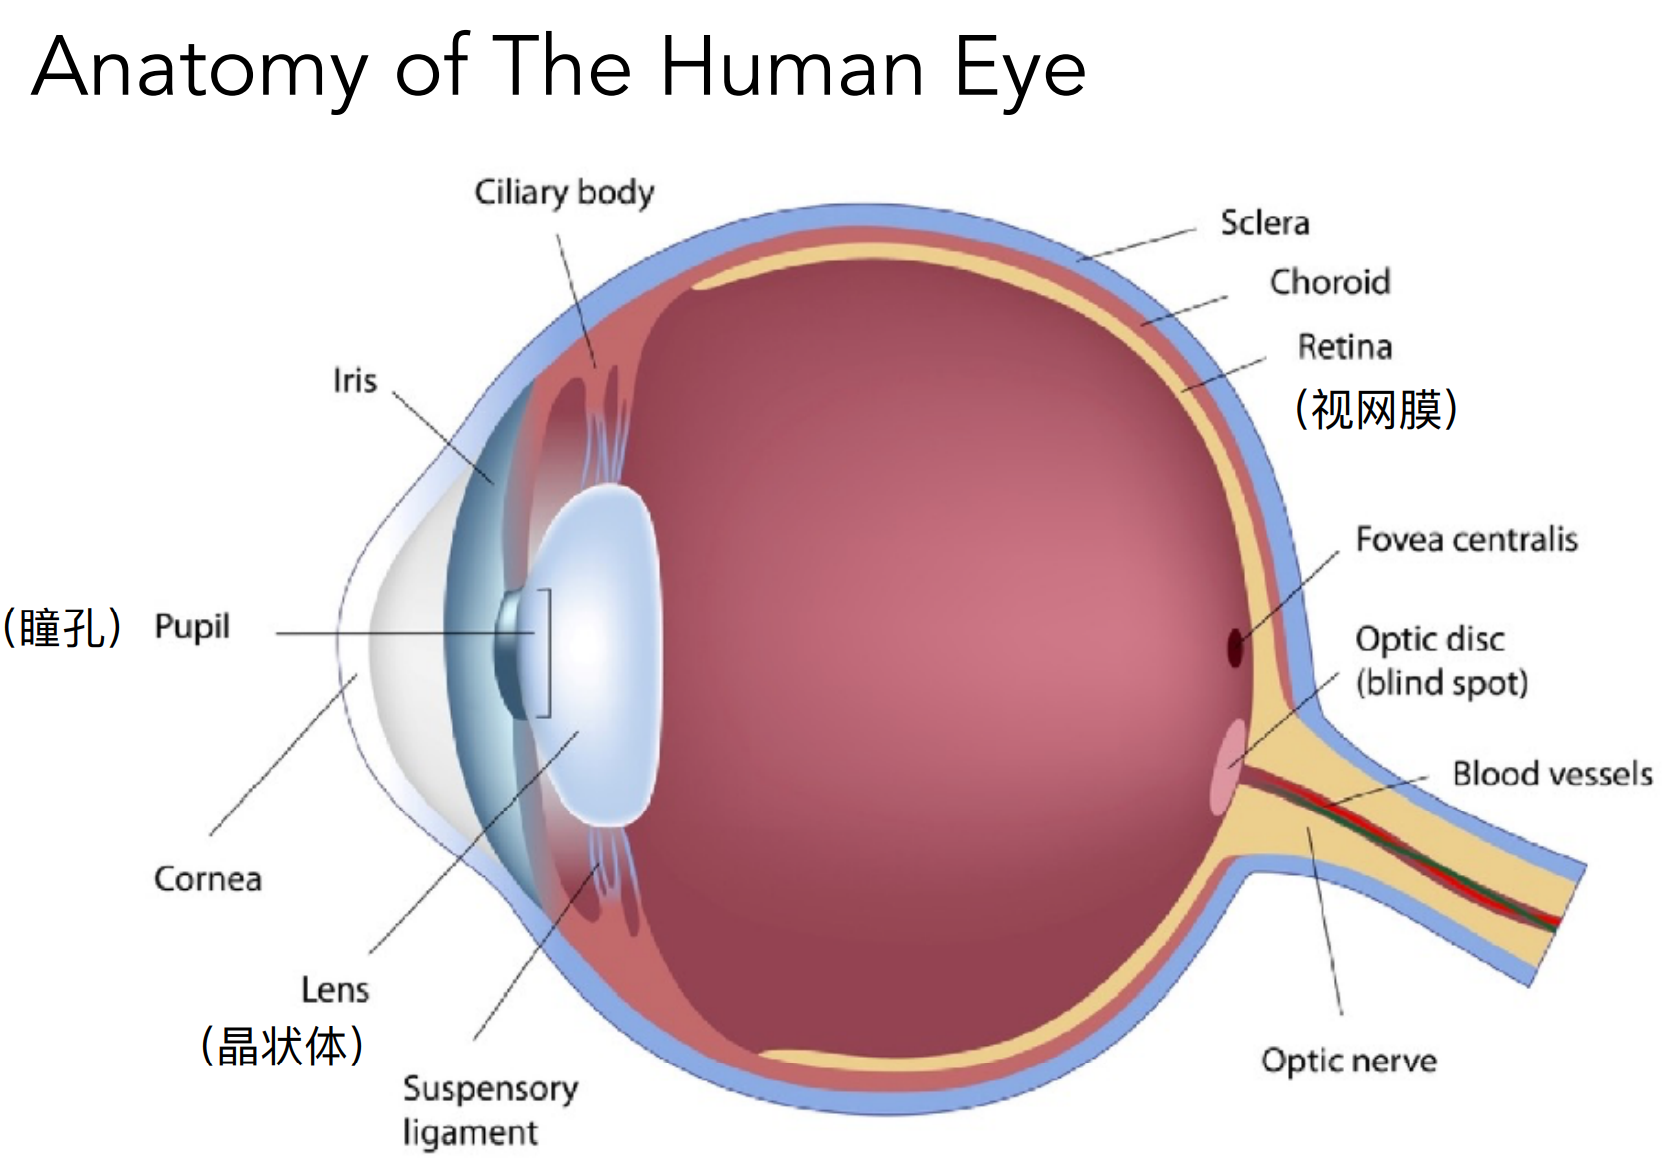 Anatomy of The Human Eye
Ciliary body
Sclera
Choroid
Iris
Retina
(视网膜)
Fovea centralis
(瞳孔) Pupil
Optic disc
(blind spot)
Blood vessels
Cornea
Lens
(晶状体)
Optic nerve
Suspensory
ligament